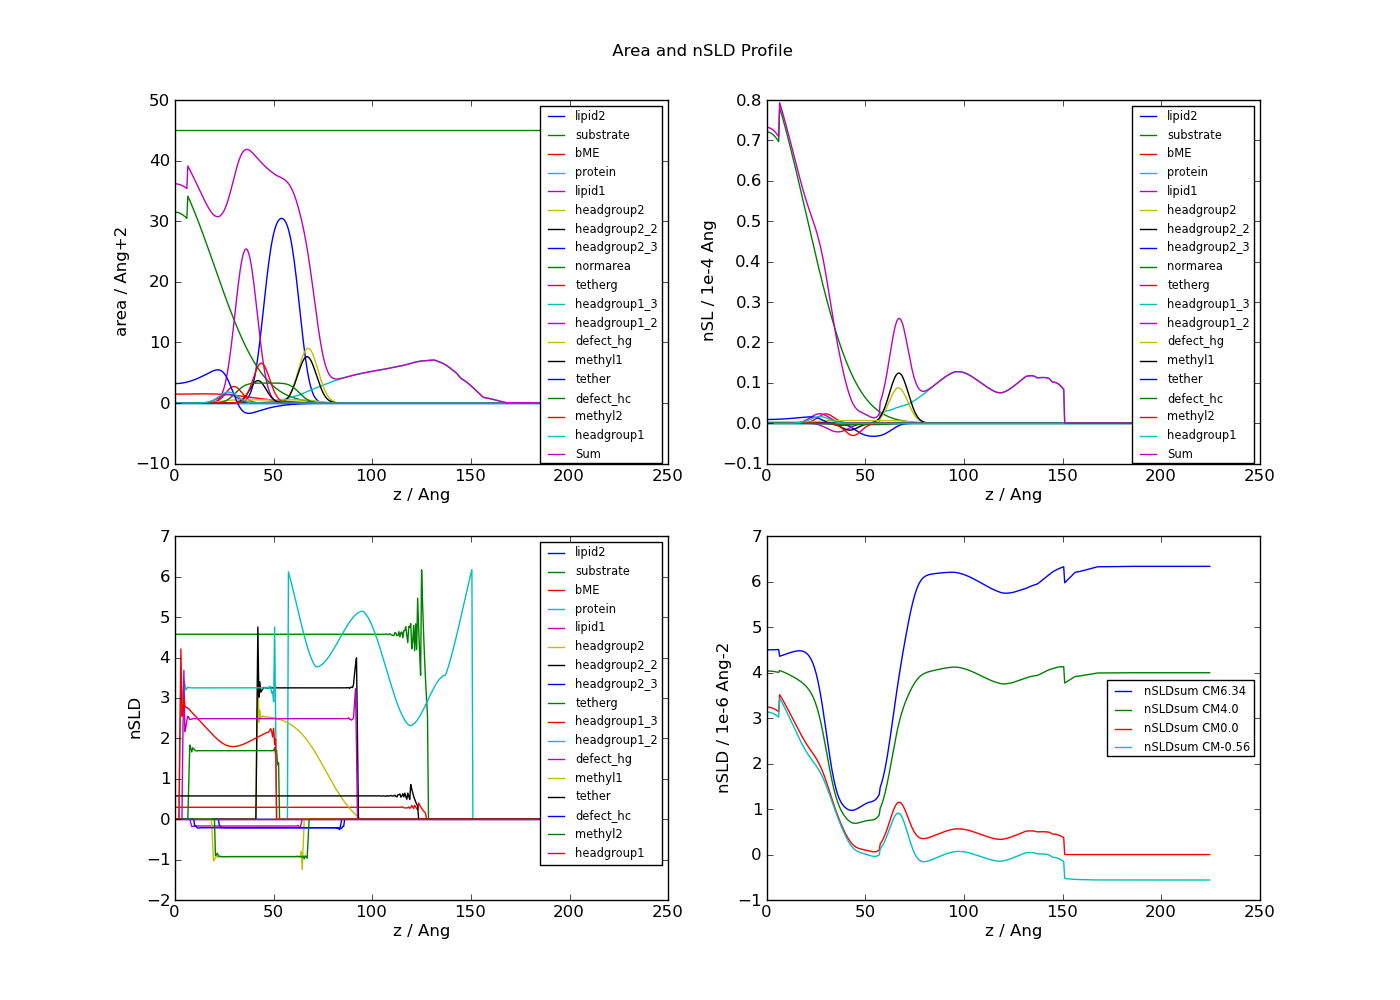 Area and nSLD Profile
50
40
30
20
10
0
−10
area / Ang+2
0 50 100 150 200 250
z / Ang
lipid2
substrate
bME
protein
lipid1
headgroup2
headgroup2_2
headgroup2_3
normarea
tetherg
headgroup1_3
headgroup1_2
defect_hg
methyl1
tether
defect_hc
methyl2
headgroup1
Sum
0.8
0.7
0.6
0.5
0.4
0.3
0.2
0.1
0.0
−0.1
nSL / 1e-4 Ang
0 50 100 150 200 250
z / Ang
lipid2
substrate
bME
protein
lipid1
headgroup2
headgroup2_2
headgroup2_3
normarea
tetherg
headgroup1_3
headgroup1_2
defect_hg
methyl1
tether
defect_hc
methyl2
headgroup1
Sum
7
6
5
4
3
2
1
0
−1
−2
nSLD
0 50 100 150 200 250
z / Ang
lipid2
substrate
bME
protein
lipid1
headgroup2
headgroup2_2
headgroup2_3
tetherg
headgroup1_3
headgroup1_2
defect_hg
methyl1
tether
defect_hc
methyl2
headgroup1
7
6
5
4
3
2
1
0
−1
nSLD / 1e-6 Ang-2
0 50 100 150 200 250
z / Ang
nSLDsum CM6.34
nSLDsum CM4.0
nSLDsum CM0.0
nSLDsum CM-0.56